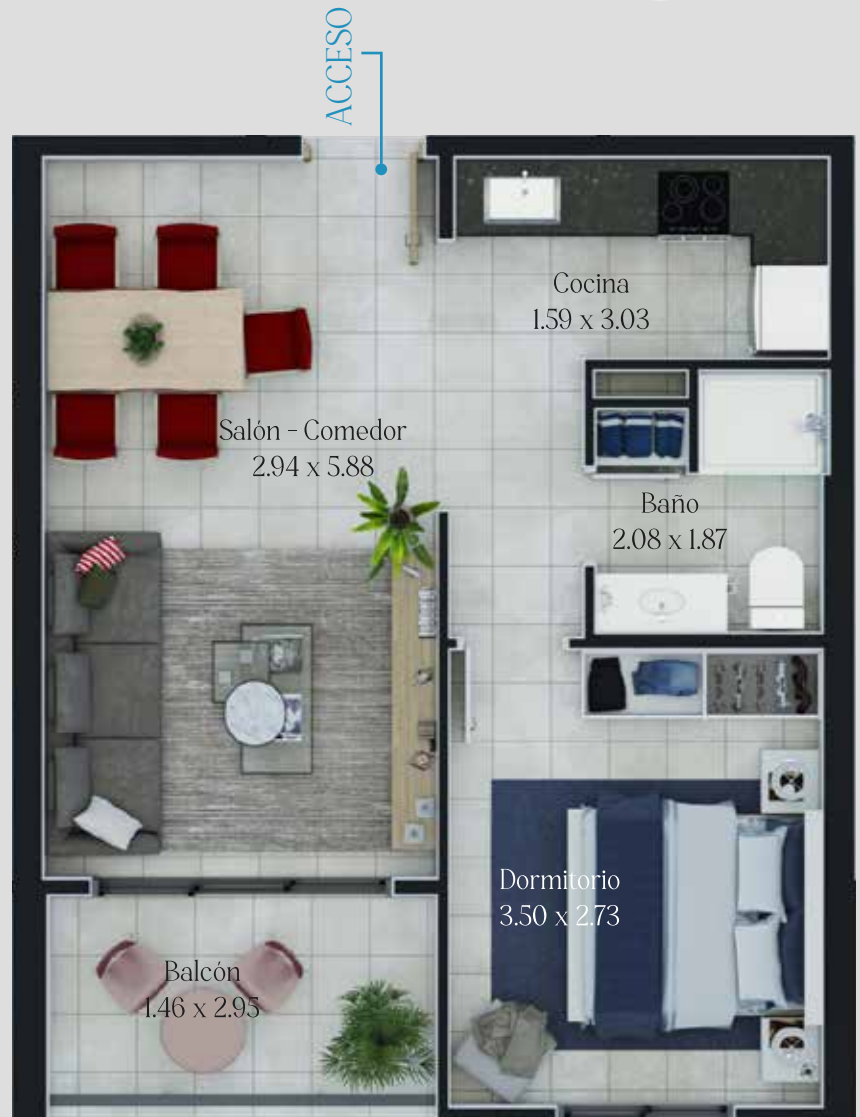 ACCESO
Cocina
1.59 x 3.03
Salón - Comedor
2.94 x 5.88
Baño
2.08 x 1.87
Dormitorio
3.50 x 2.73
Balcón
1.46 x 2.95